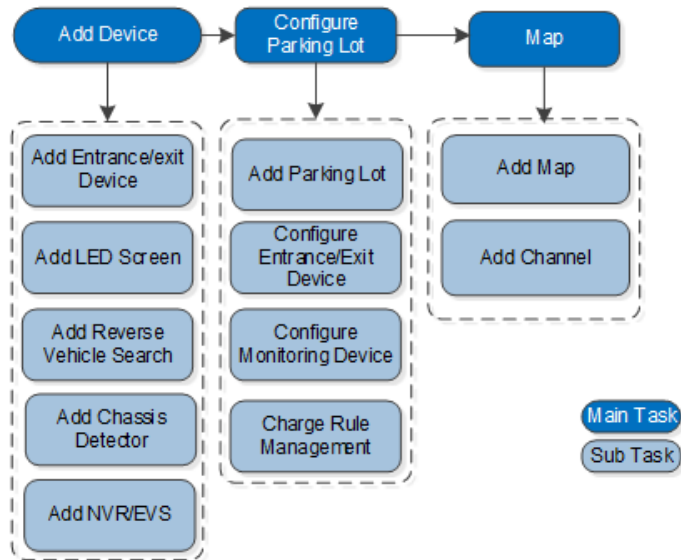 Add Device
Configure
Parking Lot
Map
Add Entrance/exit
Device
Add LED Screen
Add Reverse
Vehicle Search
Add Chassis
Detector
Add NVR/EVS
Add Parking Lot
Configure
Entrance/Exit
Device
Configure
Monitoring Device
Charge Rule
Management
Add Map
Add Channel
Main Task
Sub Task